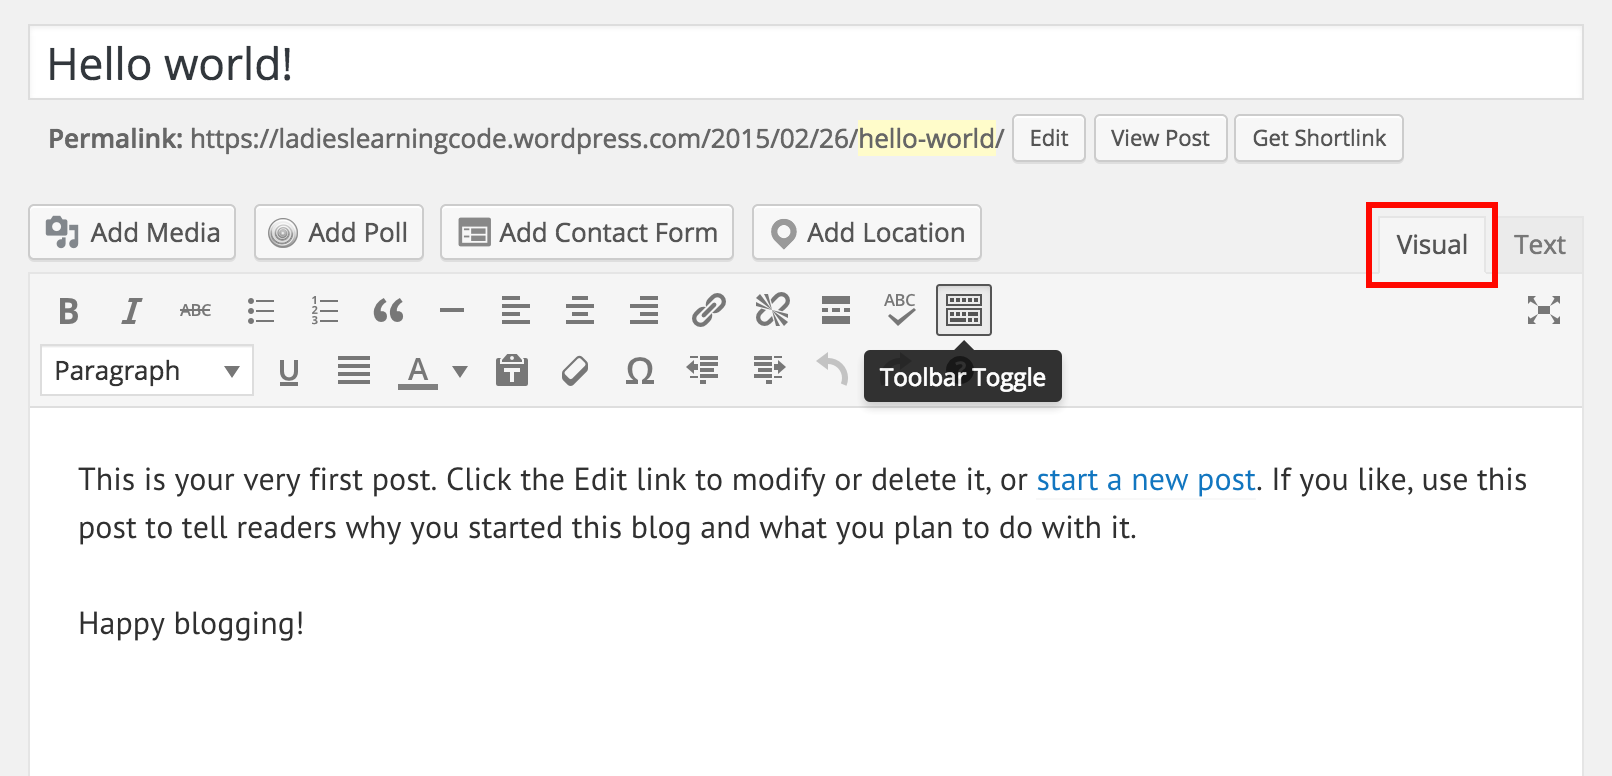 Hello world!
Permalink: https://ladieslearningcode.wordpress.com/2015/02/26/hello-world/ Edit View Post Get Shortlink
Add Media Add Poll Add Contact Form Add Location Visual Text
B I ABC 1 2 3 ABC
Paragraph U A T Ω
Toolbar Toggle
This is your very first post. Click the Edit link to modify or delete it, or start a new post. If you like, use this
post to tell readers why you started this blog and what you plan to do with it.
Happy blogging!